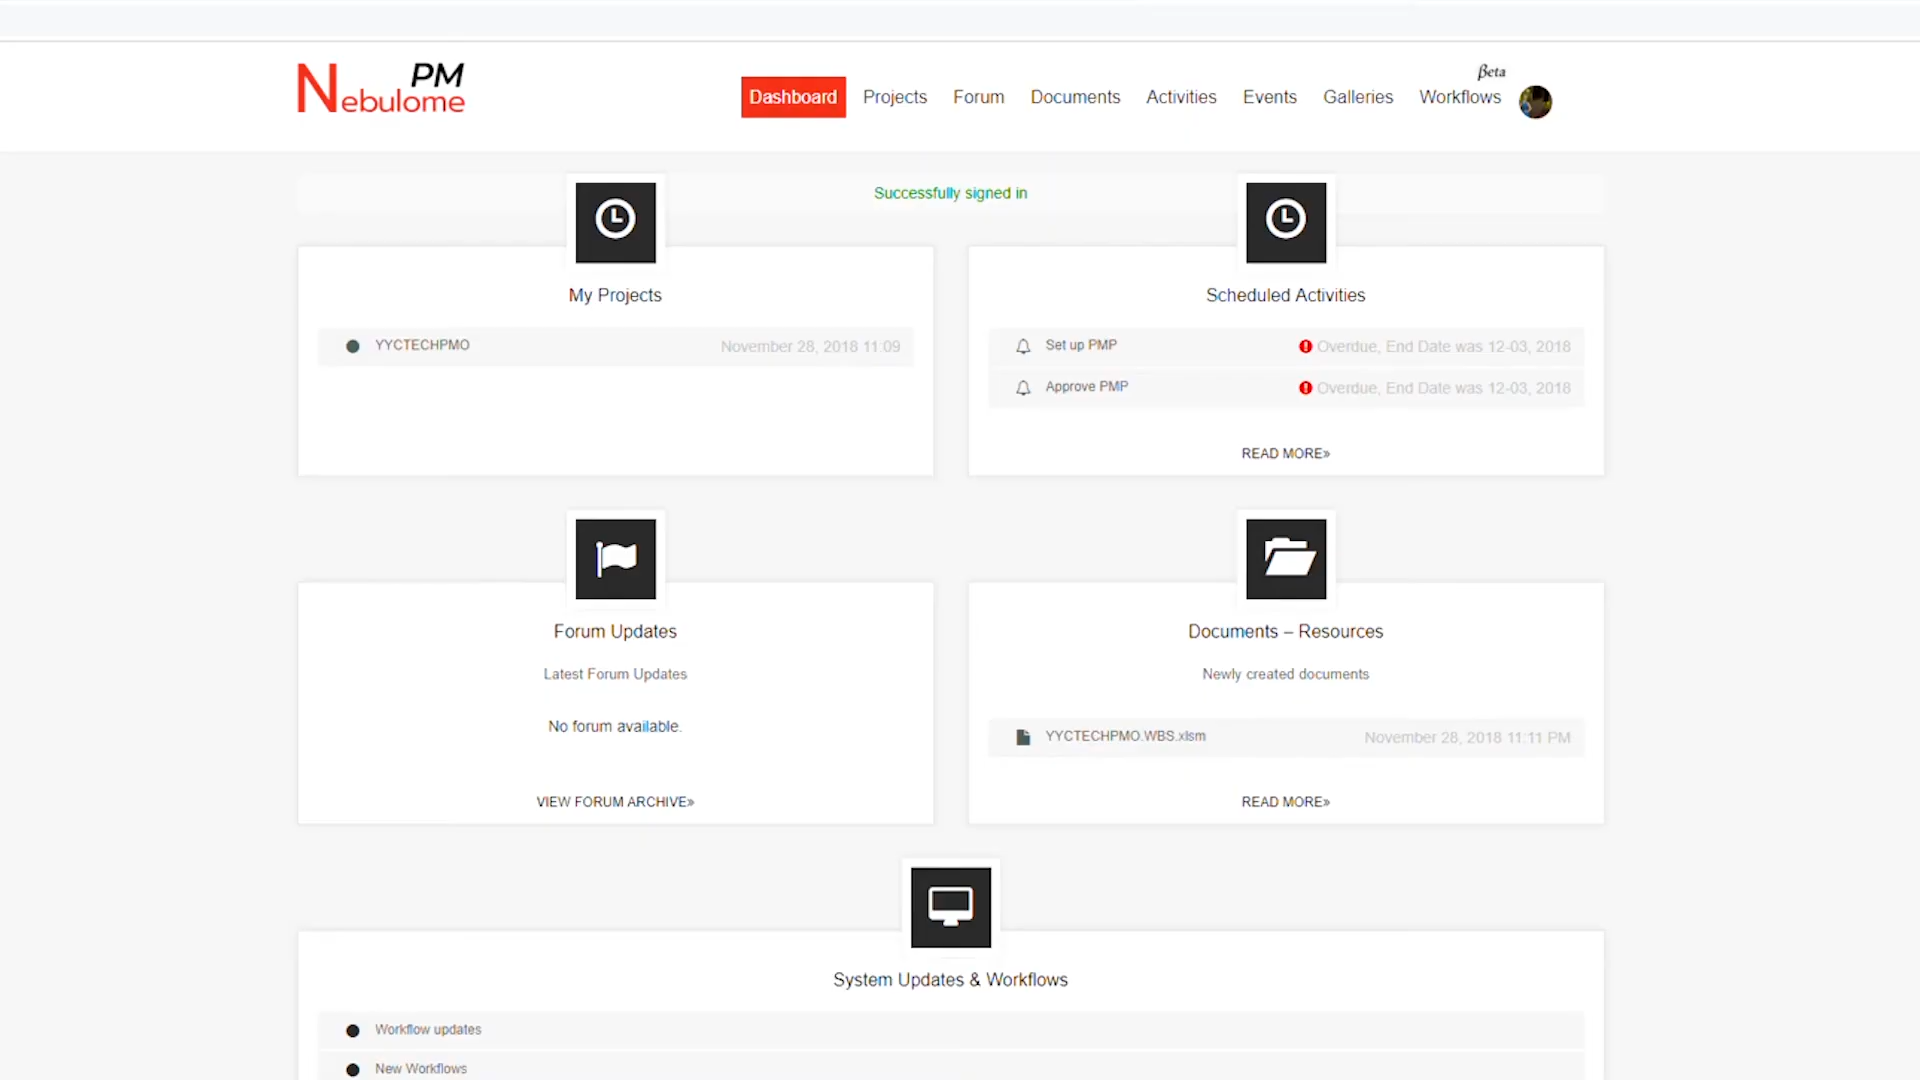 PM
Nebulome
Dashboard Projects Forum Documents Activities Events Galleries Workflows βeta
Successfully signed in
My Projects
YYCTECHPMO November 28, 2018 11:09
Scheduled Activities
Set up PMP Overdue, End Date was 12-03, 2018
Approve PMP Overdue, End Date was 12-03, 2018
READ MORE»
Forum Updates
Latest Forum Updates
No forum available.
VIEW FORUM ARCHIVE»
Documents – Resources
Newly created documents
YYCTECHPMO.WBS.xlsm November 28, 2018 11:11 PM
READ MORE»
System Updates & Workflows
Workflow updates
New Workflows